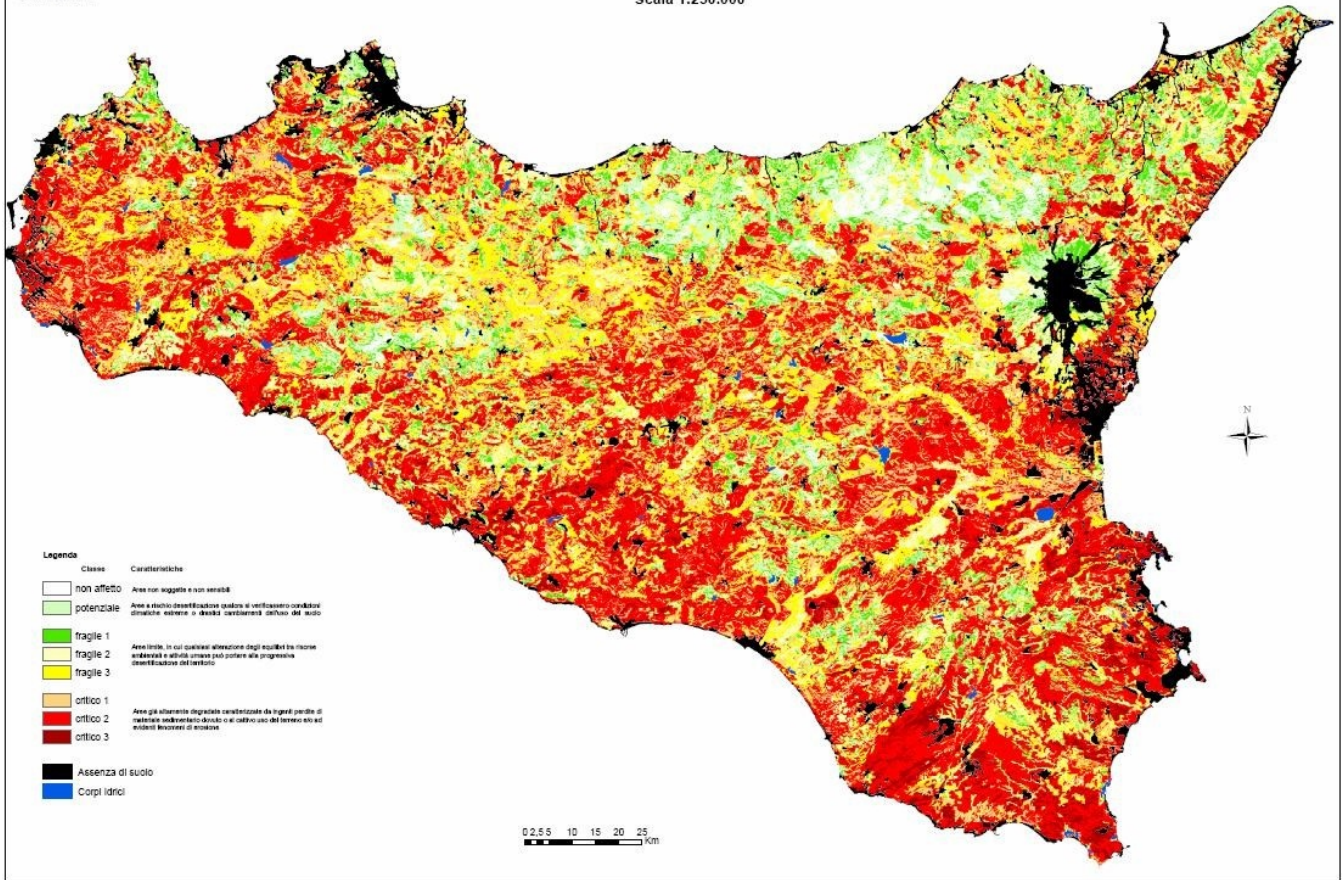 Scala 1:250.000
N
Legenda
Classe Caratteristiche
non affetto Aree non soggette e non sensibili
potenziale Aree a rischio desertificazione qualora si verificassero condizioni
climatiche estreme o drastici cambiamenti dell'uso del suolo
fragile 1
fragile 2 Aree limite, in cui qualsiasi alterazione degli equilibri tra risorse
ambientali e attività umane può portare alla progressiva
fragile 3 desertificazione del territorio
critico 1
critico 2 Aree già altamente degradate caratterizzate da ingenti perdite di
materiale sedimentario dovuto o al cattivo uso del terreno e/o ad
critico 3 evidenti fenomeni di erosione
Assenza di suolo
Corpi idrici
0 2,5 5 10 15 20 25
Km